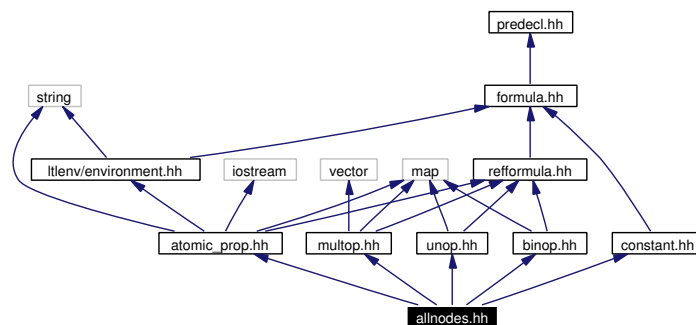 predecl.hh
string
formula.hh
ltlenv/environment.hh
iostream
vector
map
refformula.hh
atomic_prop.hh
multop.hh
unop.hh
binop.hh
constant.hh
allnodes.hh